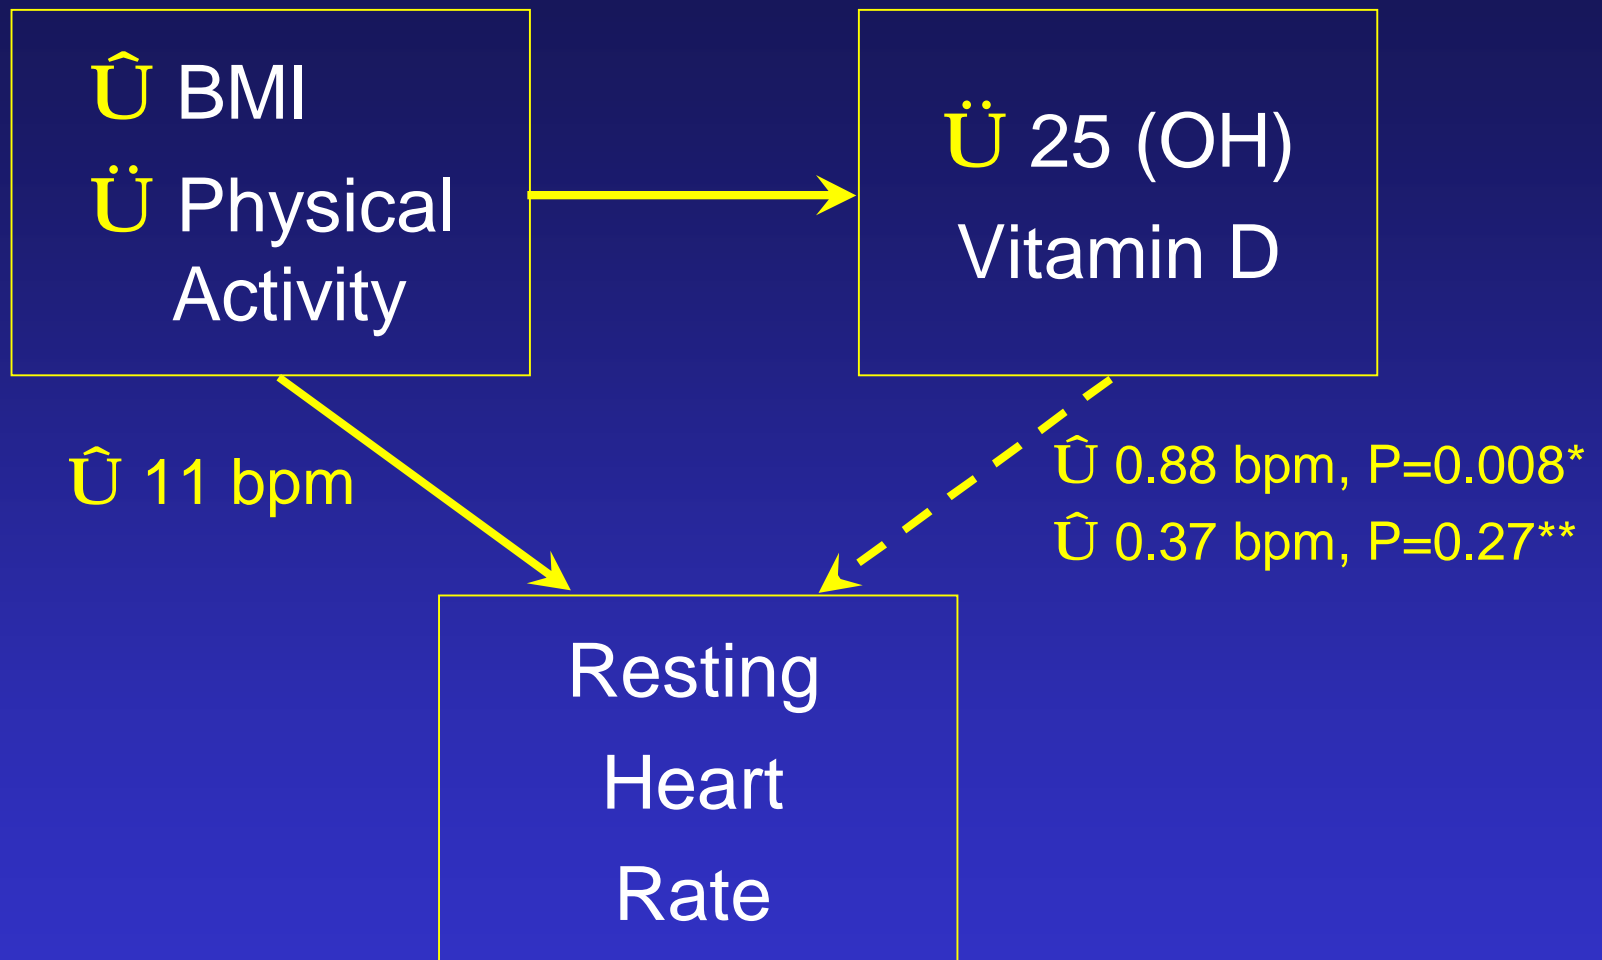 Û BMI
Ü Physical
Activity
Ü 25 (OH)
Vitamin D
Û 11 bpm
Û 0.88 bpm, P=0.008*
Û 0.37 bpm, P=0.27**
Resting
Heart
Rate